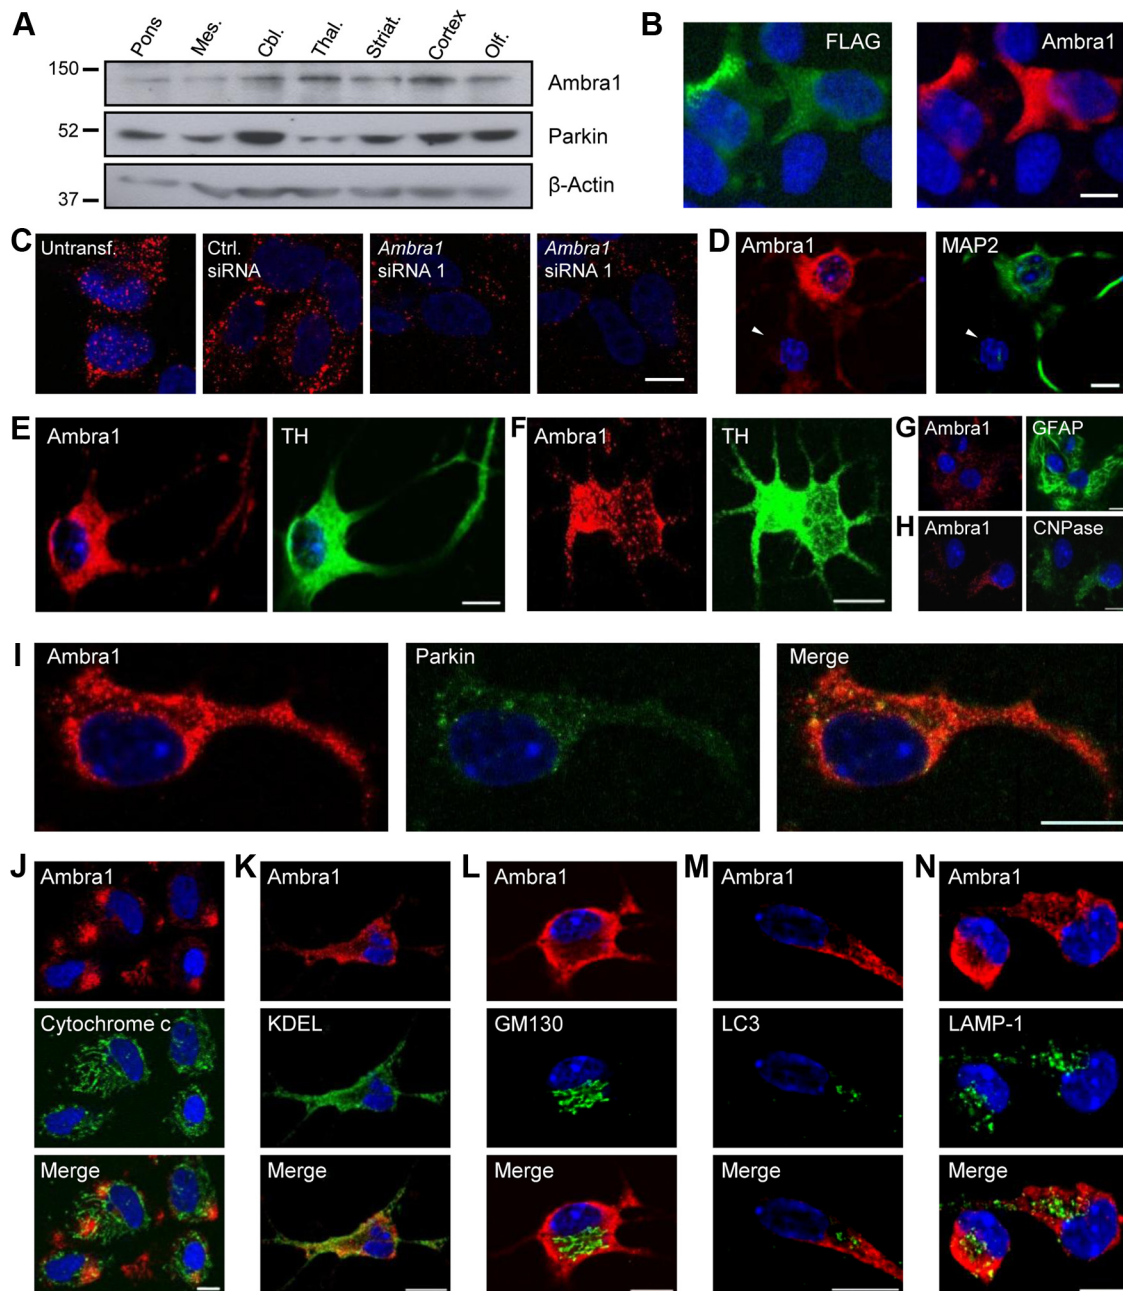 A
Pons Mes. Cbl. Thal. Striat. Cortex Olf.
150
Ambra1
52
Parkin
37
β-Actin
B
FLAG
Ambra1
C
Untransf.
Ctrl.
siRNA
Ambra1
siRNA 1
Ambra1
siRNA 1
D
Ambra1
MAP2
E
Ambra1
TH
F
Ambra1
TH
G
Ambra1
GFAP
H
Ambra1
CNPase
I
Ambra1
Parkin
Merge
J
Ambra1
Cytochrome c
Merge
K
Ambra1
KDEL
Merge
L
Ambra1
GM130
Merge
M
Ambra1
LC3
Merge
N
Ambra1
LAMP-1
Merge